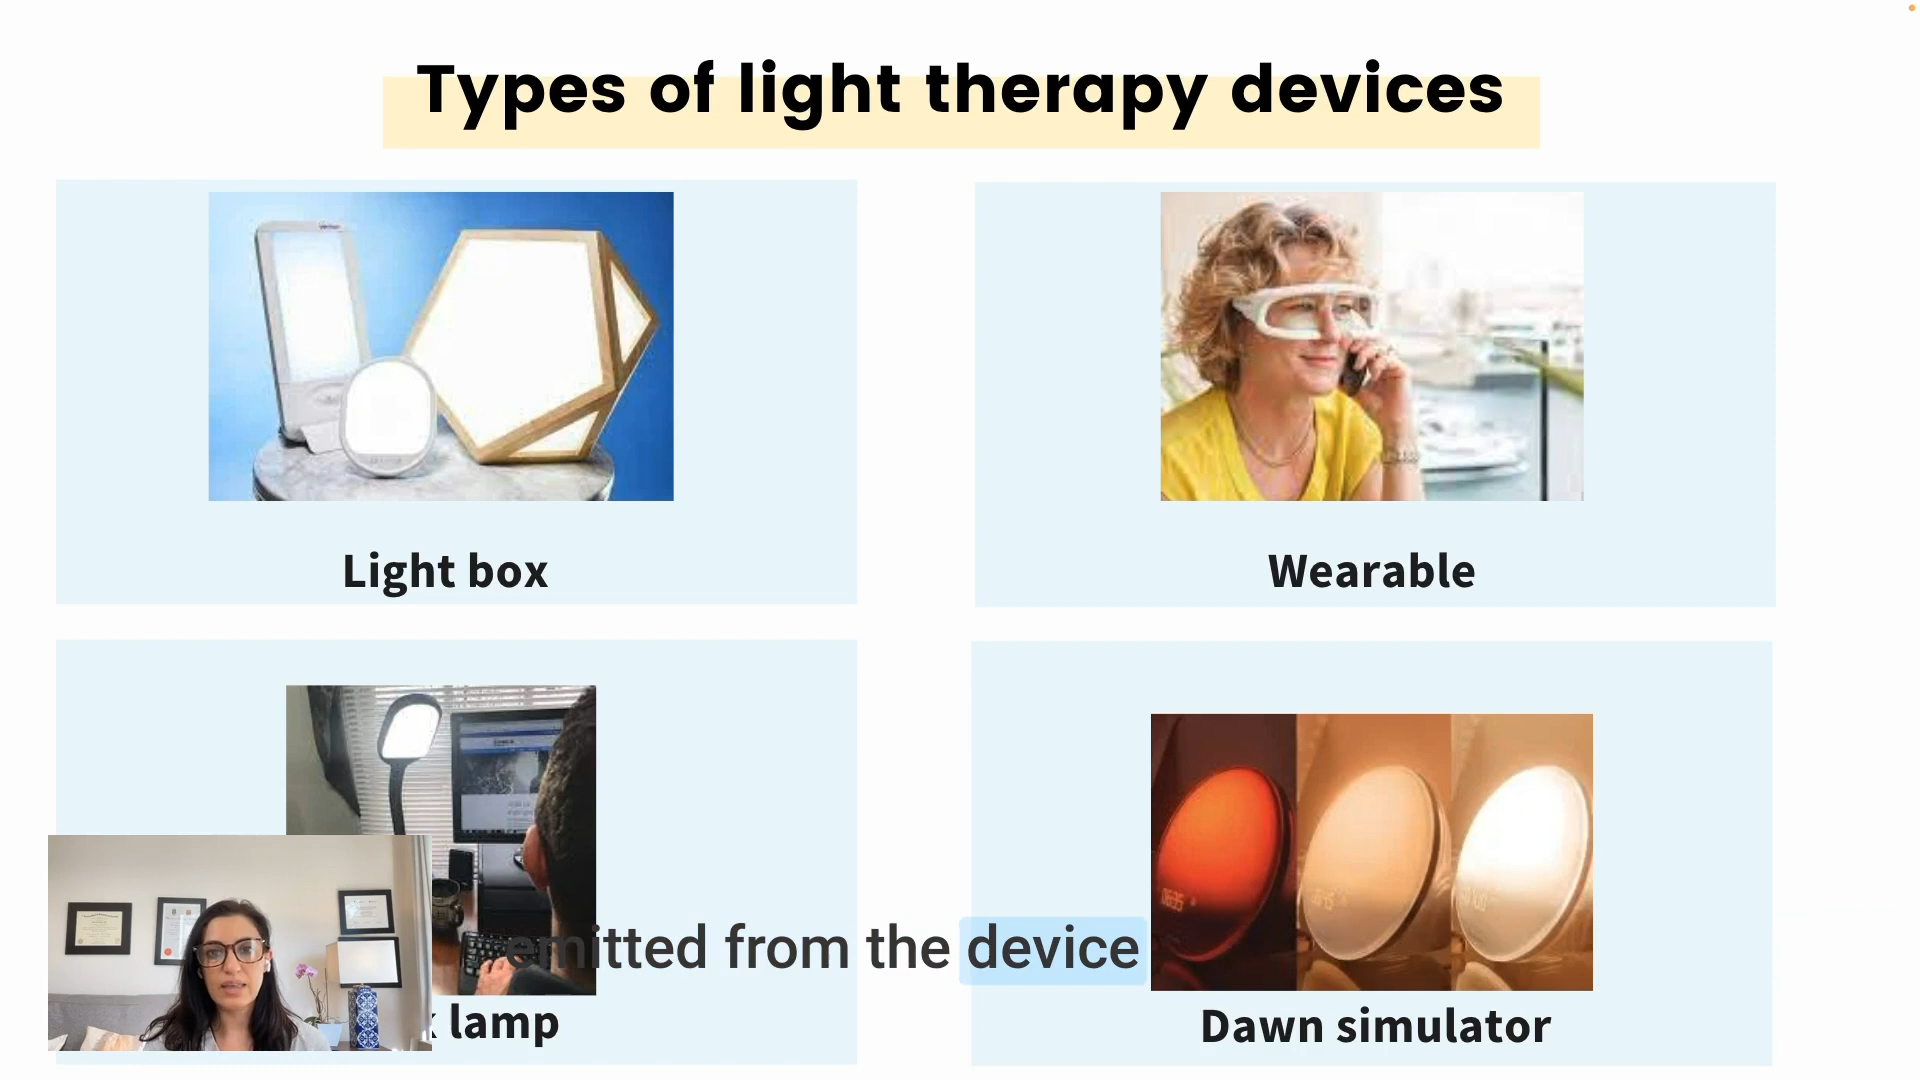 Types of light therapy devices
Light box
Wearable
lamp
emitted from the device
Dawn simulator